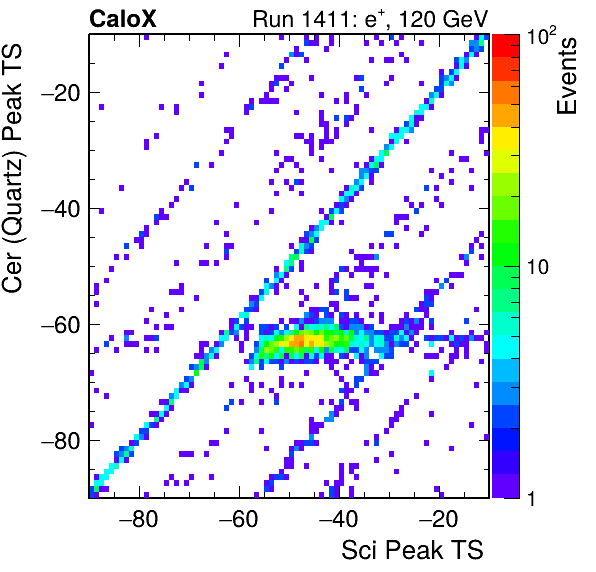 CaloX Run 1411: e⁺, 120 GeV
Cer (Quartz) Peak TS
−20
−40
−60
−80
−80 −60 −40 −20
Sci Peak TS
10²
10
1
Events